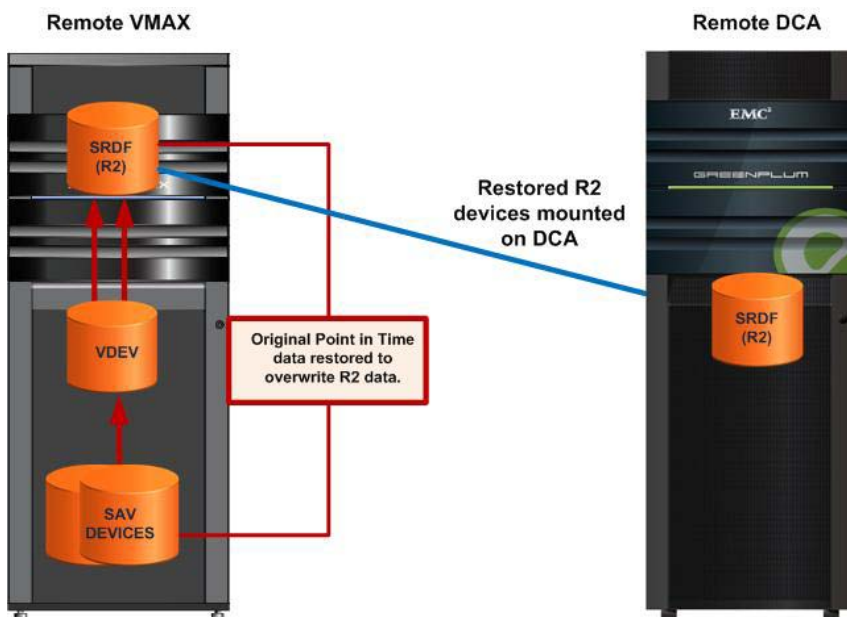 Remote VMAX
Remote DCA
SRDF
(R2)
X
VDEV
SAV
DEVICES
Original Point in Time
data restored to
overwrite R2 data.
Restored R2
devices mounted
on DCA
EMC²
GREENPLUM
SRDF
(R2)